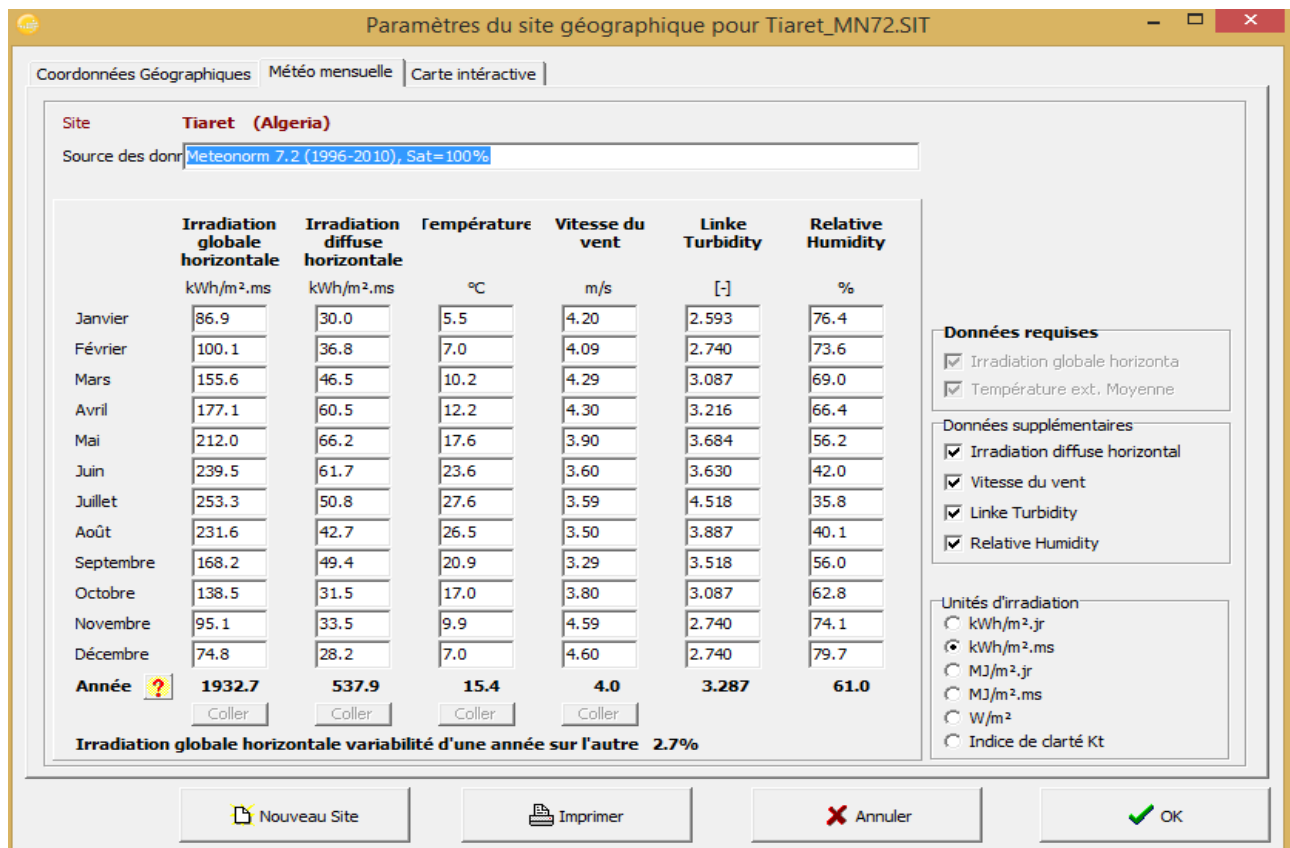 Paramètres du site géographique pour Tiaret_MN72.SIT
Coordonnées Géographiques Météo mensuelle Carte intéractive
Site Tiaret (Algeria)
Source des donr Meteonorm 7.2 (1996-2010), Sat=100%
Irradiation globale horizontale Irradiation diffuse horizontale Température Vitesse du vent Linke Turbidity Relative Humidity
kWh/m².ms kWh/m².ms °C m/s [-] %
Janvier 86.9 30.0 5.5 4.20 2.593 76.4
Février 100.1 36.8 7.0 4.09 2.740 73.6
Mars 155.6 46.5 10.2 4.29 3.087 69.0
Avril 177.1 60.5 12.2 4.30 3.216 66.4
Mai 212.0 66.2 17.6 3.90 3.684 56.2
Juin 239.5 61.7 23.6 3.60 3.630 42.0
Juillet 253.3 50.8 27.6 3.59 4.518 35.8
Août 231.6 42.7 26.5 3.50 3.887 40.1
Septembre 168.2 49.4 20.9 3.29 3.518 56.0
Octobre 138.5 31.5 17.0 3.80 3.087 62.8
Novembre 95.1 33.5 9.9 4.59 2.740 74.1
Décembre 74.8 28.2 7.0 4.60 2.740 79.7
Année ? 1932.7 537.9 15.4 4.0 3.287 61.0
Coller Coller Coller Coller
Irradiation globale horizontale variabilité d'une année sur l'autre 2.7%
Données requises
Irradiation globale horizonta
Température ext. Moyenne
Données supplémentaires
Irradiation diffuse horizontal
Vitesse du vent
Linke Turbidity
Relative Humidity
Unités d'irradiation
kWh/m².jr
kWh/m².ms
MJ/m².jr
MJ/m².ms
W/m²
Indice de clarté Kt
Nouveau Site Imprimer Annuler OK